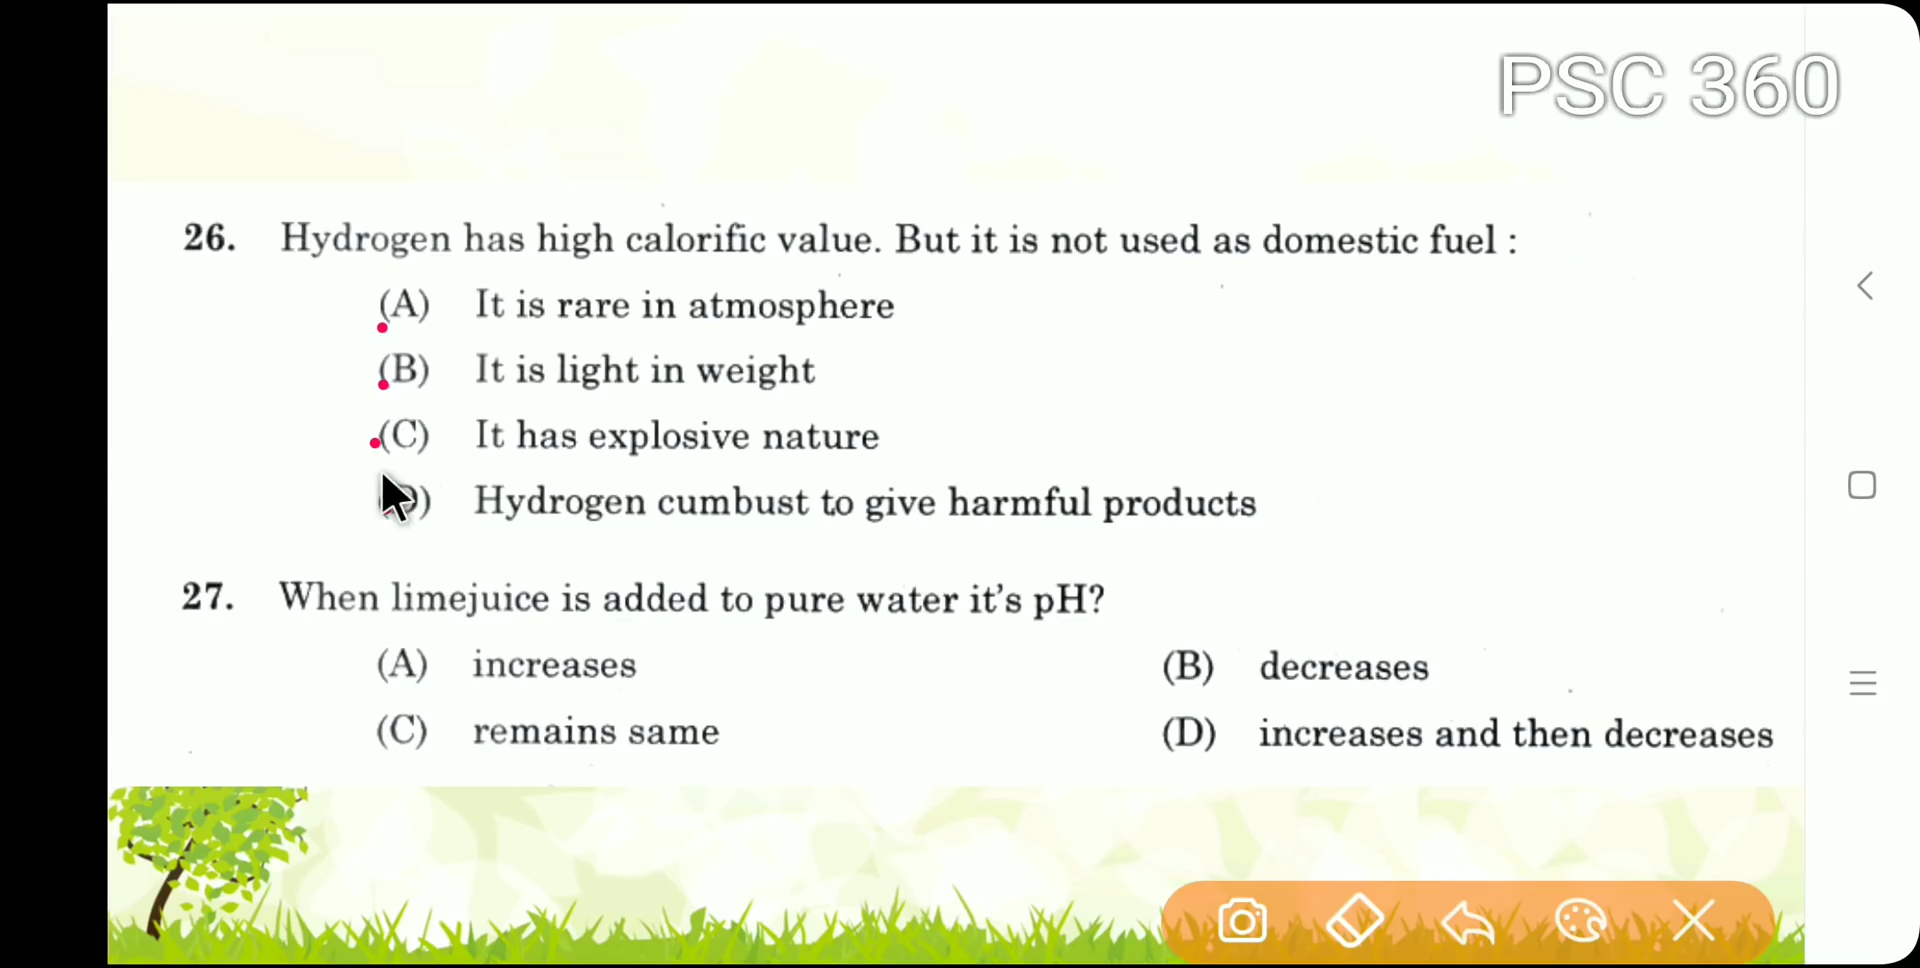 PSC 360
26. Hydrogen has high calorific value. But it is not used as domestic fuel :
(A) It is rare in atmosphere
(B) It is light in weight
(C) It has explosive nature
Hydrogen cumbust to give harmful products
27. When limejuice is added to pure water it's pH?
(A) increases (B) decreases
(C) remains same (D) increases and then decreases